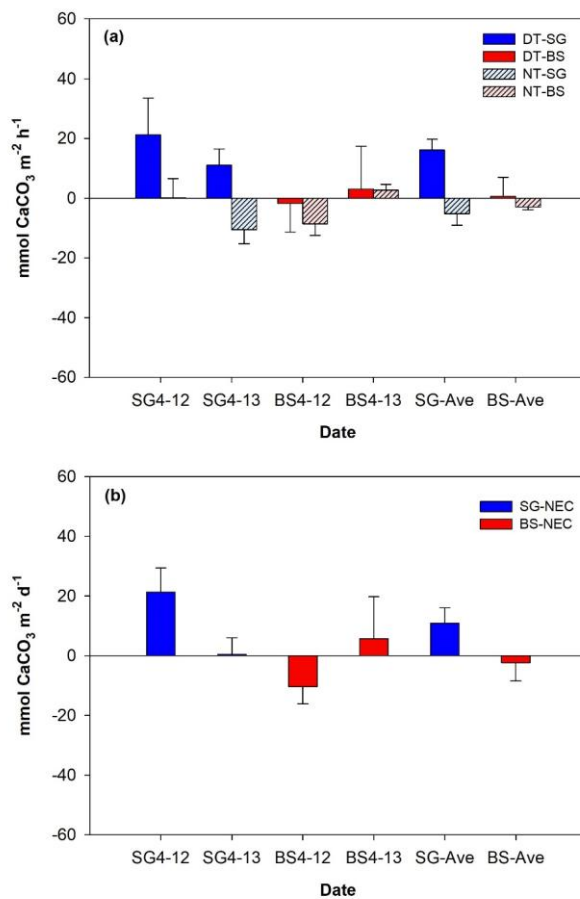 (a)
DT-SG
DT-BS
NT-SG
NT-BS
60
40
20
0
-20
-40
-60
mmol CaCO₃ m⁻² h⁻¹
SG4-12 SG4-13 BS4-12 BS4-13 SG-Ave BS-Ave
Date
(b)
SG-NEC
BS-NEC
60
40
20
0
-20
-40
-60
mmol CaCO₃ m⁻² d⁻¹
SG4-12 SG4-13 BS4-12 BS4-13 SG-Ave BS-Ave
Date